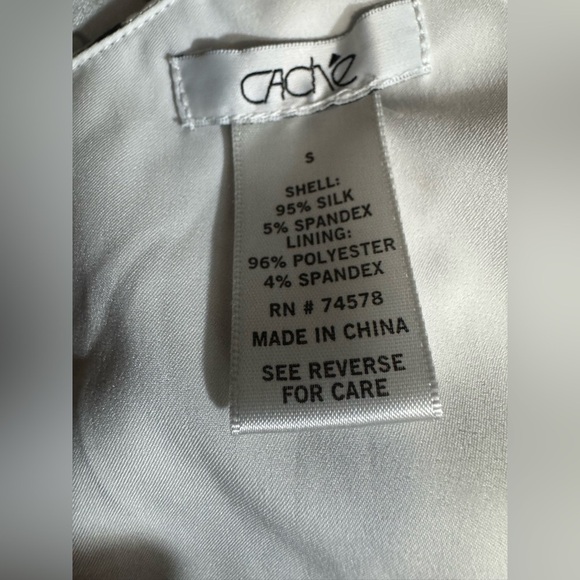 CACHÉ
S
SHELL:
95% SILK
5% SPANDEX
LINING:
96% POLYESTER
4% SPANDEX
RN # 74578
MADE IN CHINA
SEE REVERSE
FOR CARE